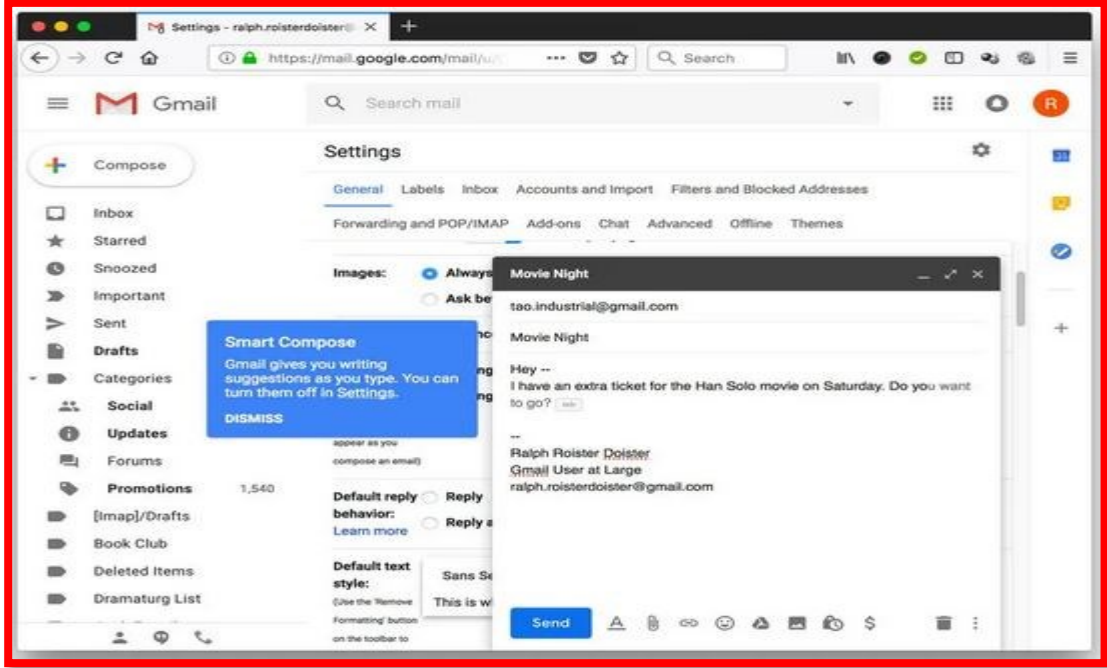 Settings - ralph.roisterdoister@
https://mail.google.com/mail/u/
Search
Gmail
Search mail
R
Compose
Settings
General Labels Inbox Accounts and Import Filters and Blocked Addresses
Forwarding and POP/IMAP Add-ons Chat Advanced Offline Themes
Inbox
Starred
Snoozed
Important
Sent
Drafts
Categories
Social
Updates
Forums
Promotions 1,540
[Imap]/Drafts
Book Club
Deleted Items
Dramaturg List
Smart Compose
Gmail gives you writing
suggestions as you type. You can
turn them off in Settings.
DISMISS
Images:
Always
Ask be
appear as you
compose an email)
Default reply
behavior:
Learn more
Reply
Reply a
Default text
style:
(Use the 'Remove
Formatting' button
on the toolbar to
Sans Se
This is w
Movie Night
tao.industrial@gmail.com
Movie Night
Hey --
I have an extra ticket for the Han Solo movie on Saturday. Do you want
to go?
--
Ralph Roister Doister
Gmail User at Large
ralph.roisterdoister@gmail.com
Send